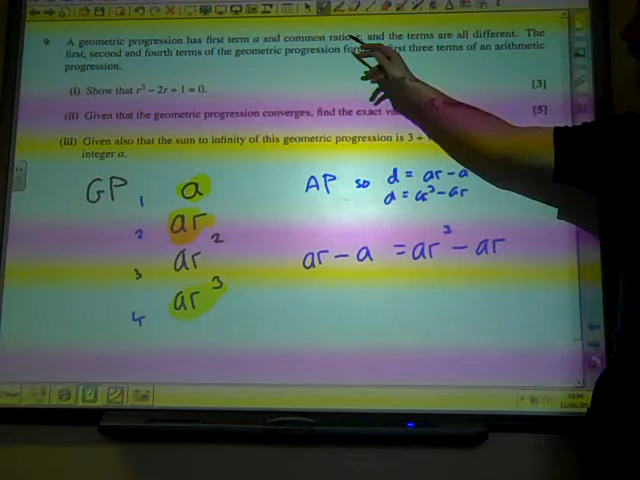 9 A geometric progression has first term a and common ratio r, and the terms are all different. The
first, second and fourth terms of the geometric progression form first three terms of an arithmetic
progression.
(i) Show that r³ − 2r + 1 = 0. [3]
(ii) Given that the geometric progression converges, find the exact [5]
(iii) Given also that the sum to infinity of this geometric progression is 3 +
integer a.
GP 1 a
2 ar
3 ar²
4 ar³
AP so d = ar − a
d = ar³ − ar
ar − a = ar³ − ar